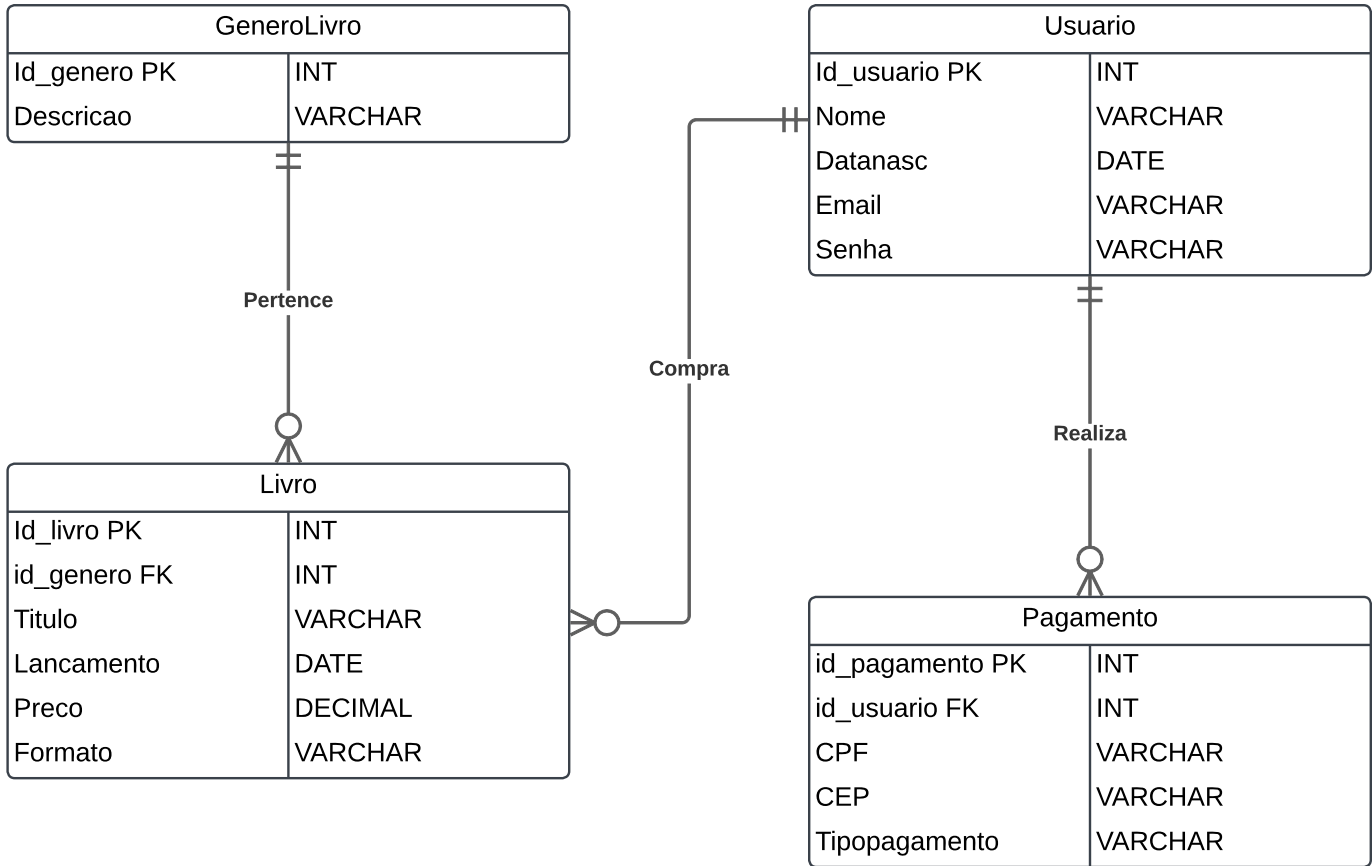 GeneroLivro
Id_genero PK INT
Descricao VARCHAR
Pertence
Livro
Id_livro PK INT
id_genero FK INT
Titulo VARCHAR
Lancamento DATE
Preco DECIMAL
Formato VARCHAR
Compra
Usuario
Id_usuario PK INT
Nome VARCHAR
Datanasc DATE
Email VARCHAR
Senha VARCHAR
Realiza
Pagamento
id_pagamento PK INT
id_usuario FK INT
CPF VARCHAR
CEP VARCHAR
Tipopagamento VARCHAR